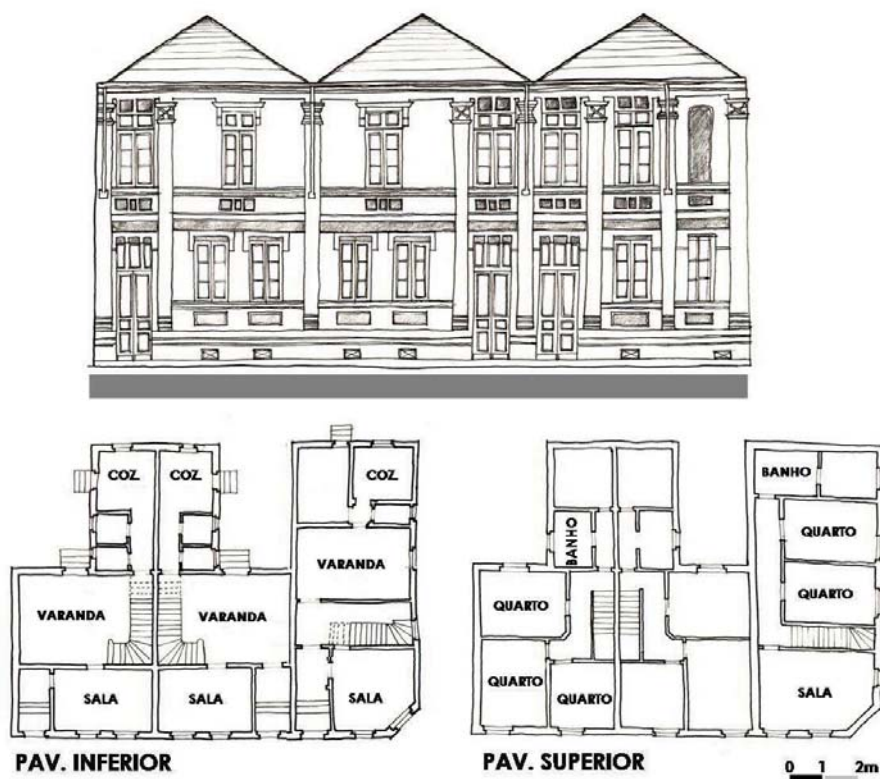 COZ.
COZ.
VARANDA
VARANDA
SALA
SALA
COZ.
VARANDA
SALA
PAV. INFERIOR
BANHO
QUARTO
QUARTO
QUARTO
BANHO
QUARTO
QUARTO
SALA
PAV. SUPERIOR
0 1 2m